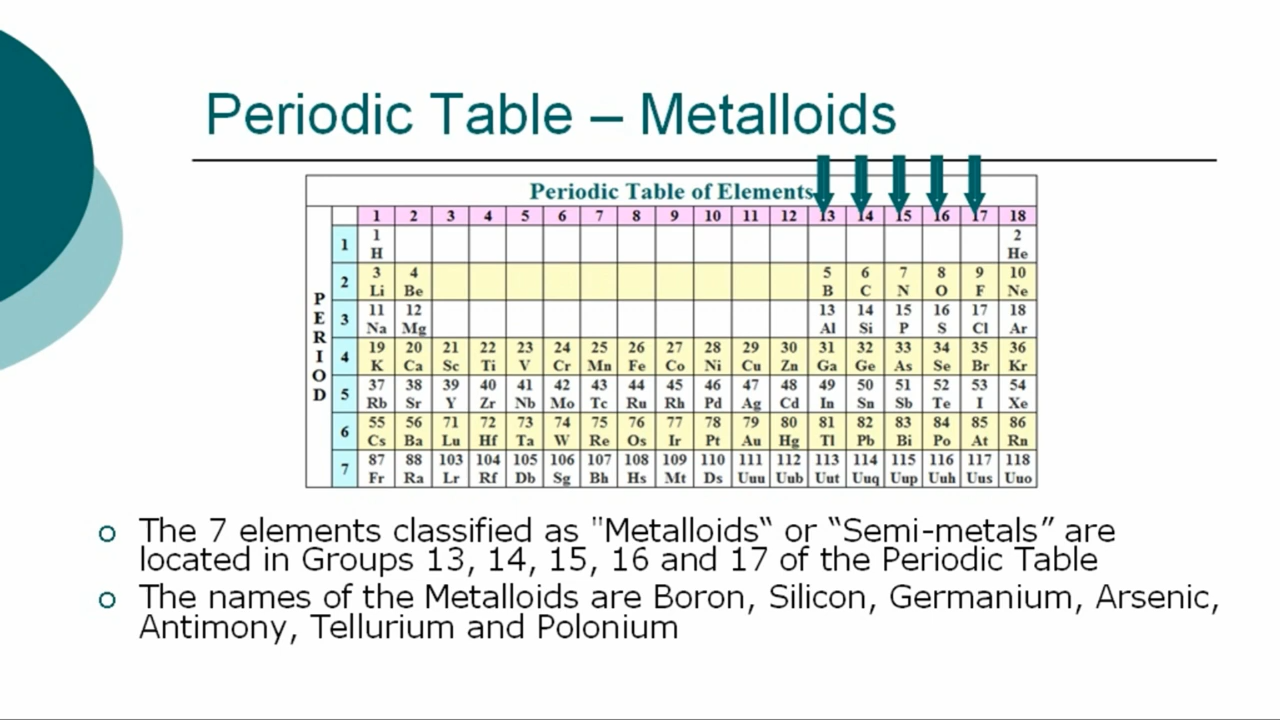 Periodic Table – Metalloids
Periodic Table of Elements
1 2 3 4 5 6 7 8 9 10 11 12 13 14 15 16 17 18
PERIOD
1 1 2
H He
2 3 4 5 6 7 8 9 10
Li Be B C N O F Ne
3 11 12 13 14 15 16 17 18
Na Mg Al Si P S Cl Ar
4 19 20 21 22 23 24 25 26 27 28 29 30 31 32 33 34 35 36
K Ca Sc Ti V Cr Mn Fe Co Ni Cu Zn Ga Ge As Se Br Kr
5 37 38 39 40 41 42 43 44 45 46 47 48 49 50 51 52 53 54
Rb Sr Y Zr Nb Mo Tc Ru Rh Pd Ag Cd In Sn Sb Te I Xe
6 55 56 71 72 73 74 75 76 77 78 79 80 81 82 83 84 85 86
Cs Ba Lu Hf Ta W Re Os Ir Pt Au Hg Tl Pb Bi Po At Rn
7 87 88 103 104 105 106 107 108 109 110 111 112 113 114 115 116 117 118
Fr Ra Lr Rf Db Sg Bh Hs Mt Ds Uuu Uub Uut Uuq Uup Uuh Uus Uuo
The 7 elements classified as "Metalloids“ or “Semi-metals” are
located in Groups 13, 14, 15, 16 and 17 of the Periodic Table
The names of the Metalloids are Boron, Silicon, Germanium, Arsenic,
Antimony, Tellurium and Polonium